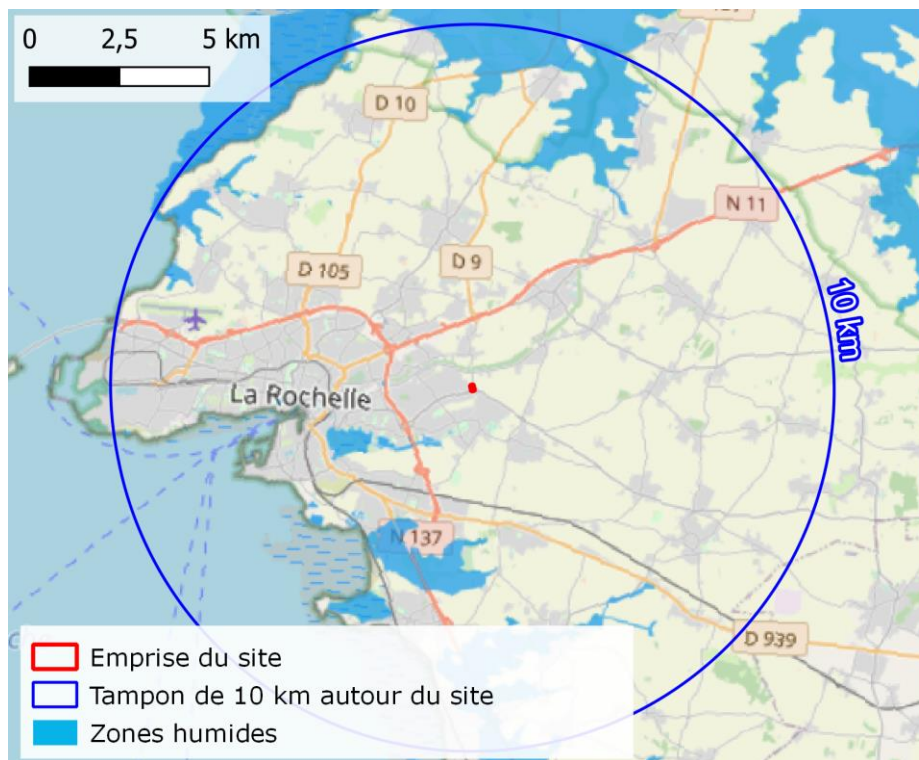 0 2,5 5 km
D 10
N 11
D 9
D 105
10 km
La Rochelle
N 137
D 939
Emprise du site
Tampon de 10 km autour du site
Zones humides